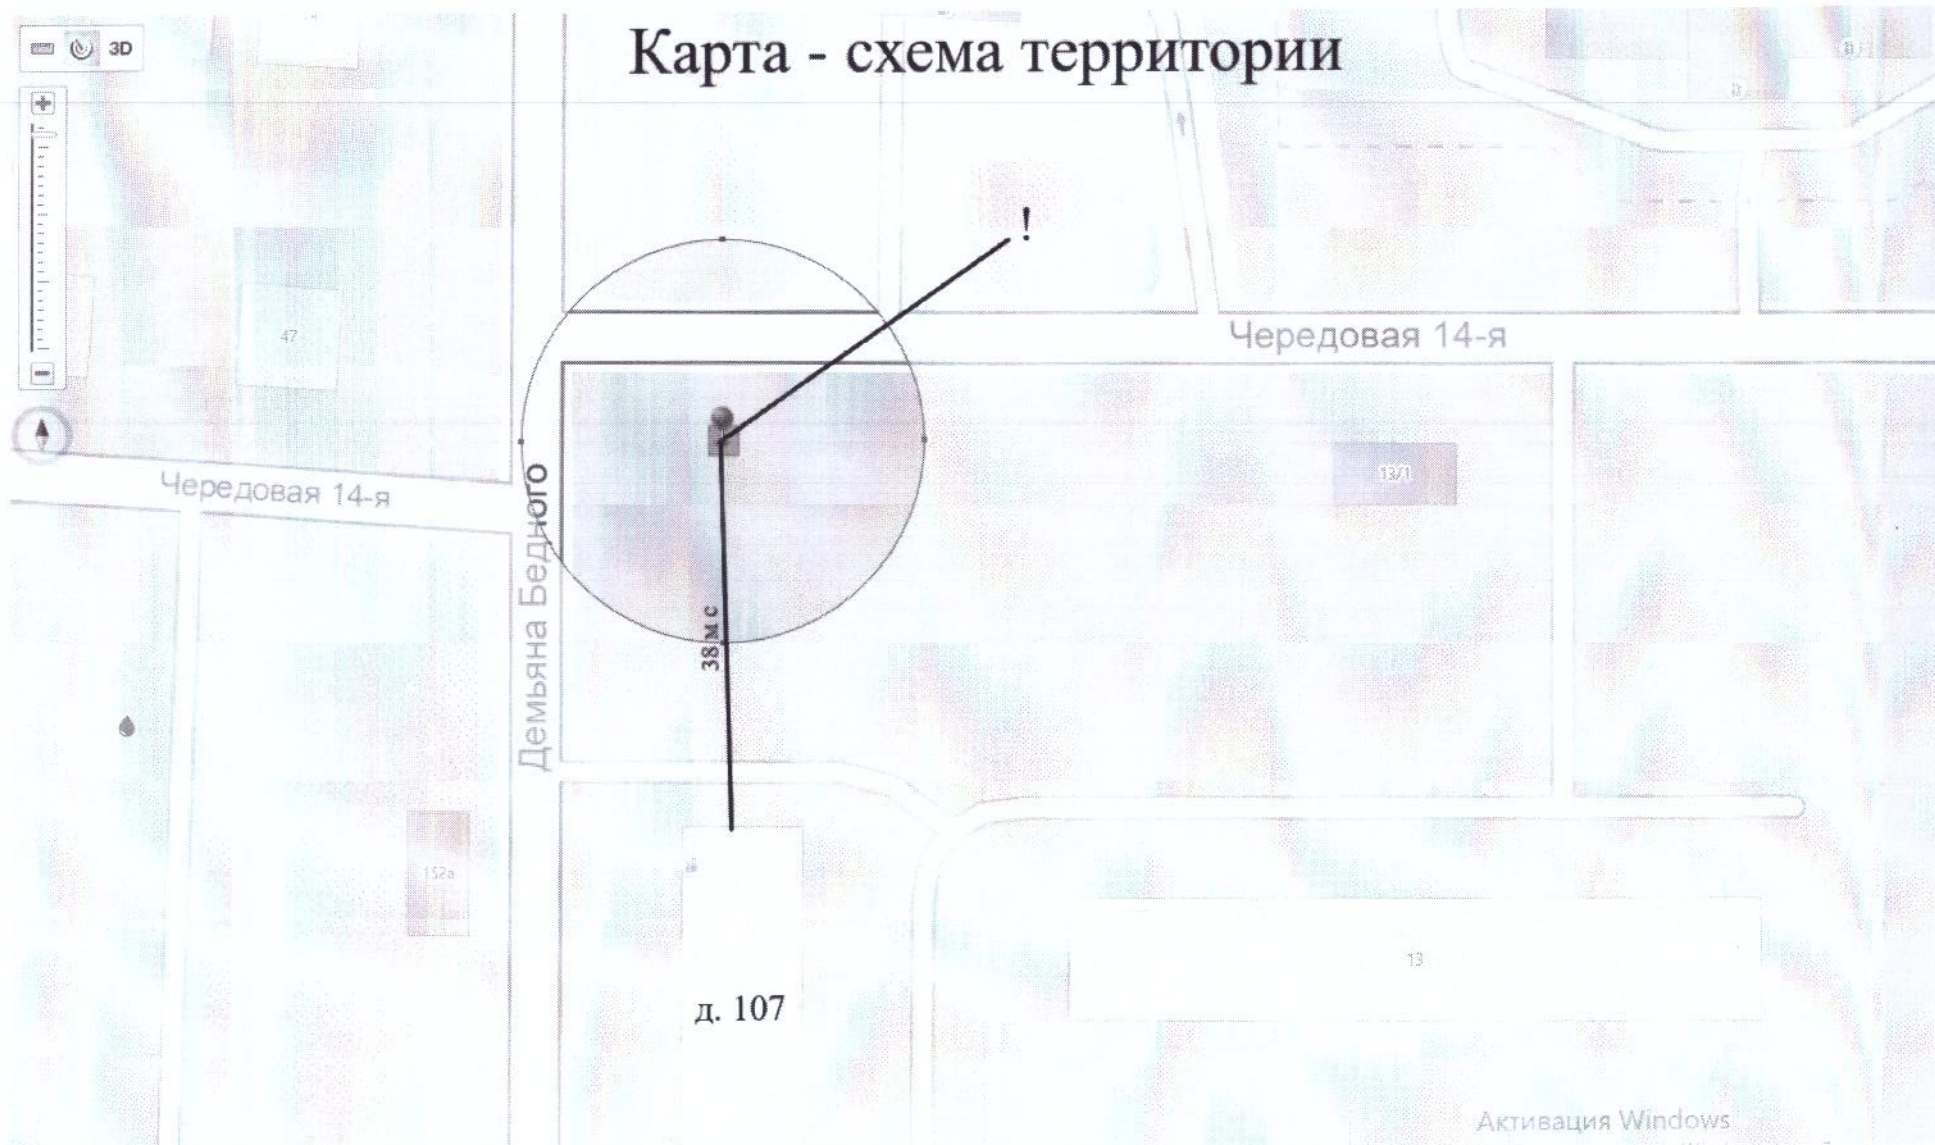 Карта - схема территории
3D
!
47
Чередовая 14-я
13/1
Чередовая 14-я
Демьяна Бедного
38 м с
152а
13
д. 107
Активация Windows